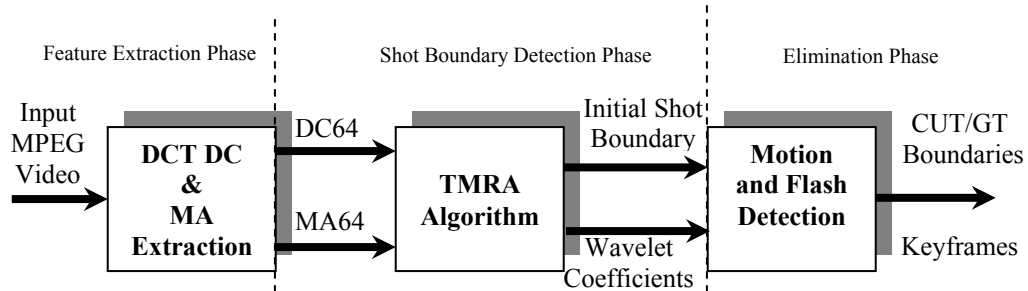 Feature Extraction Phase
Shot Boundary Detection Phase
Elimination Phase
Input
MPEG
Video
DCT DC
&
MA
Extraction
DC64
MA64
TMRA
Algorithm
Initial Shot
Boundary
Wavelet
Coefficients
Motion
and Flash
Detection
CUT/GT
Boundaries
Keyframes